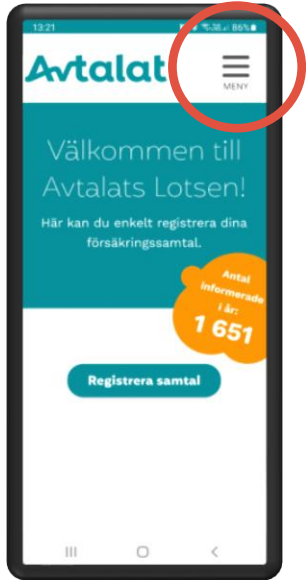 13:21
86%
Avtalat
MENY
Välkommen till
Avtalats Lotsen!
Här kan du enkelt registrera dina
försäkringssamtal.
Antal
informerade
i år:
1 651
Registrera samtal